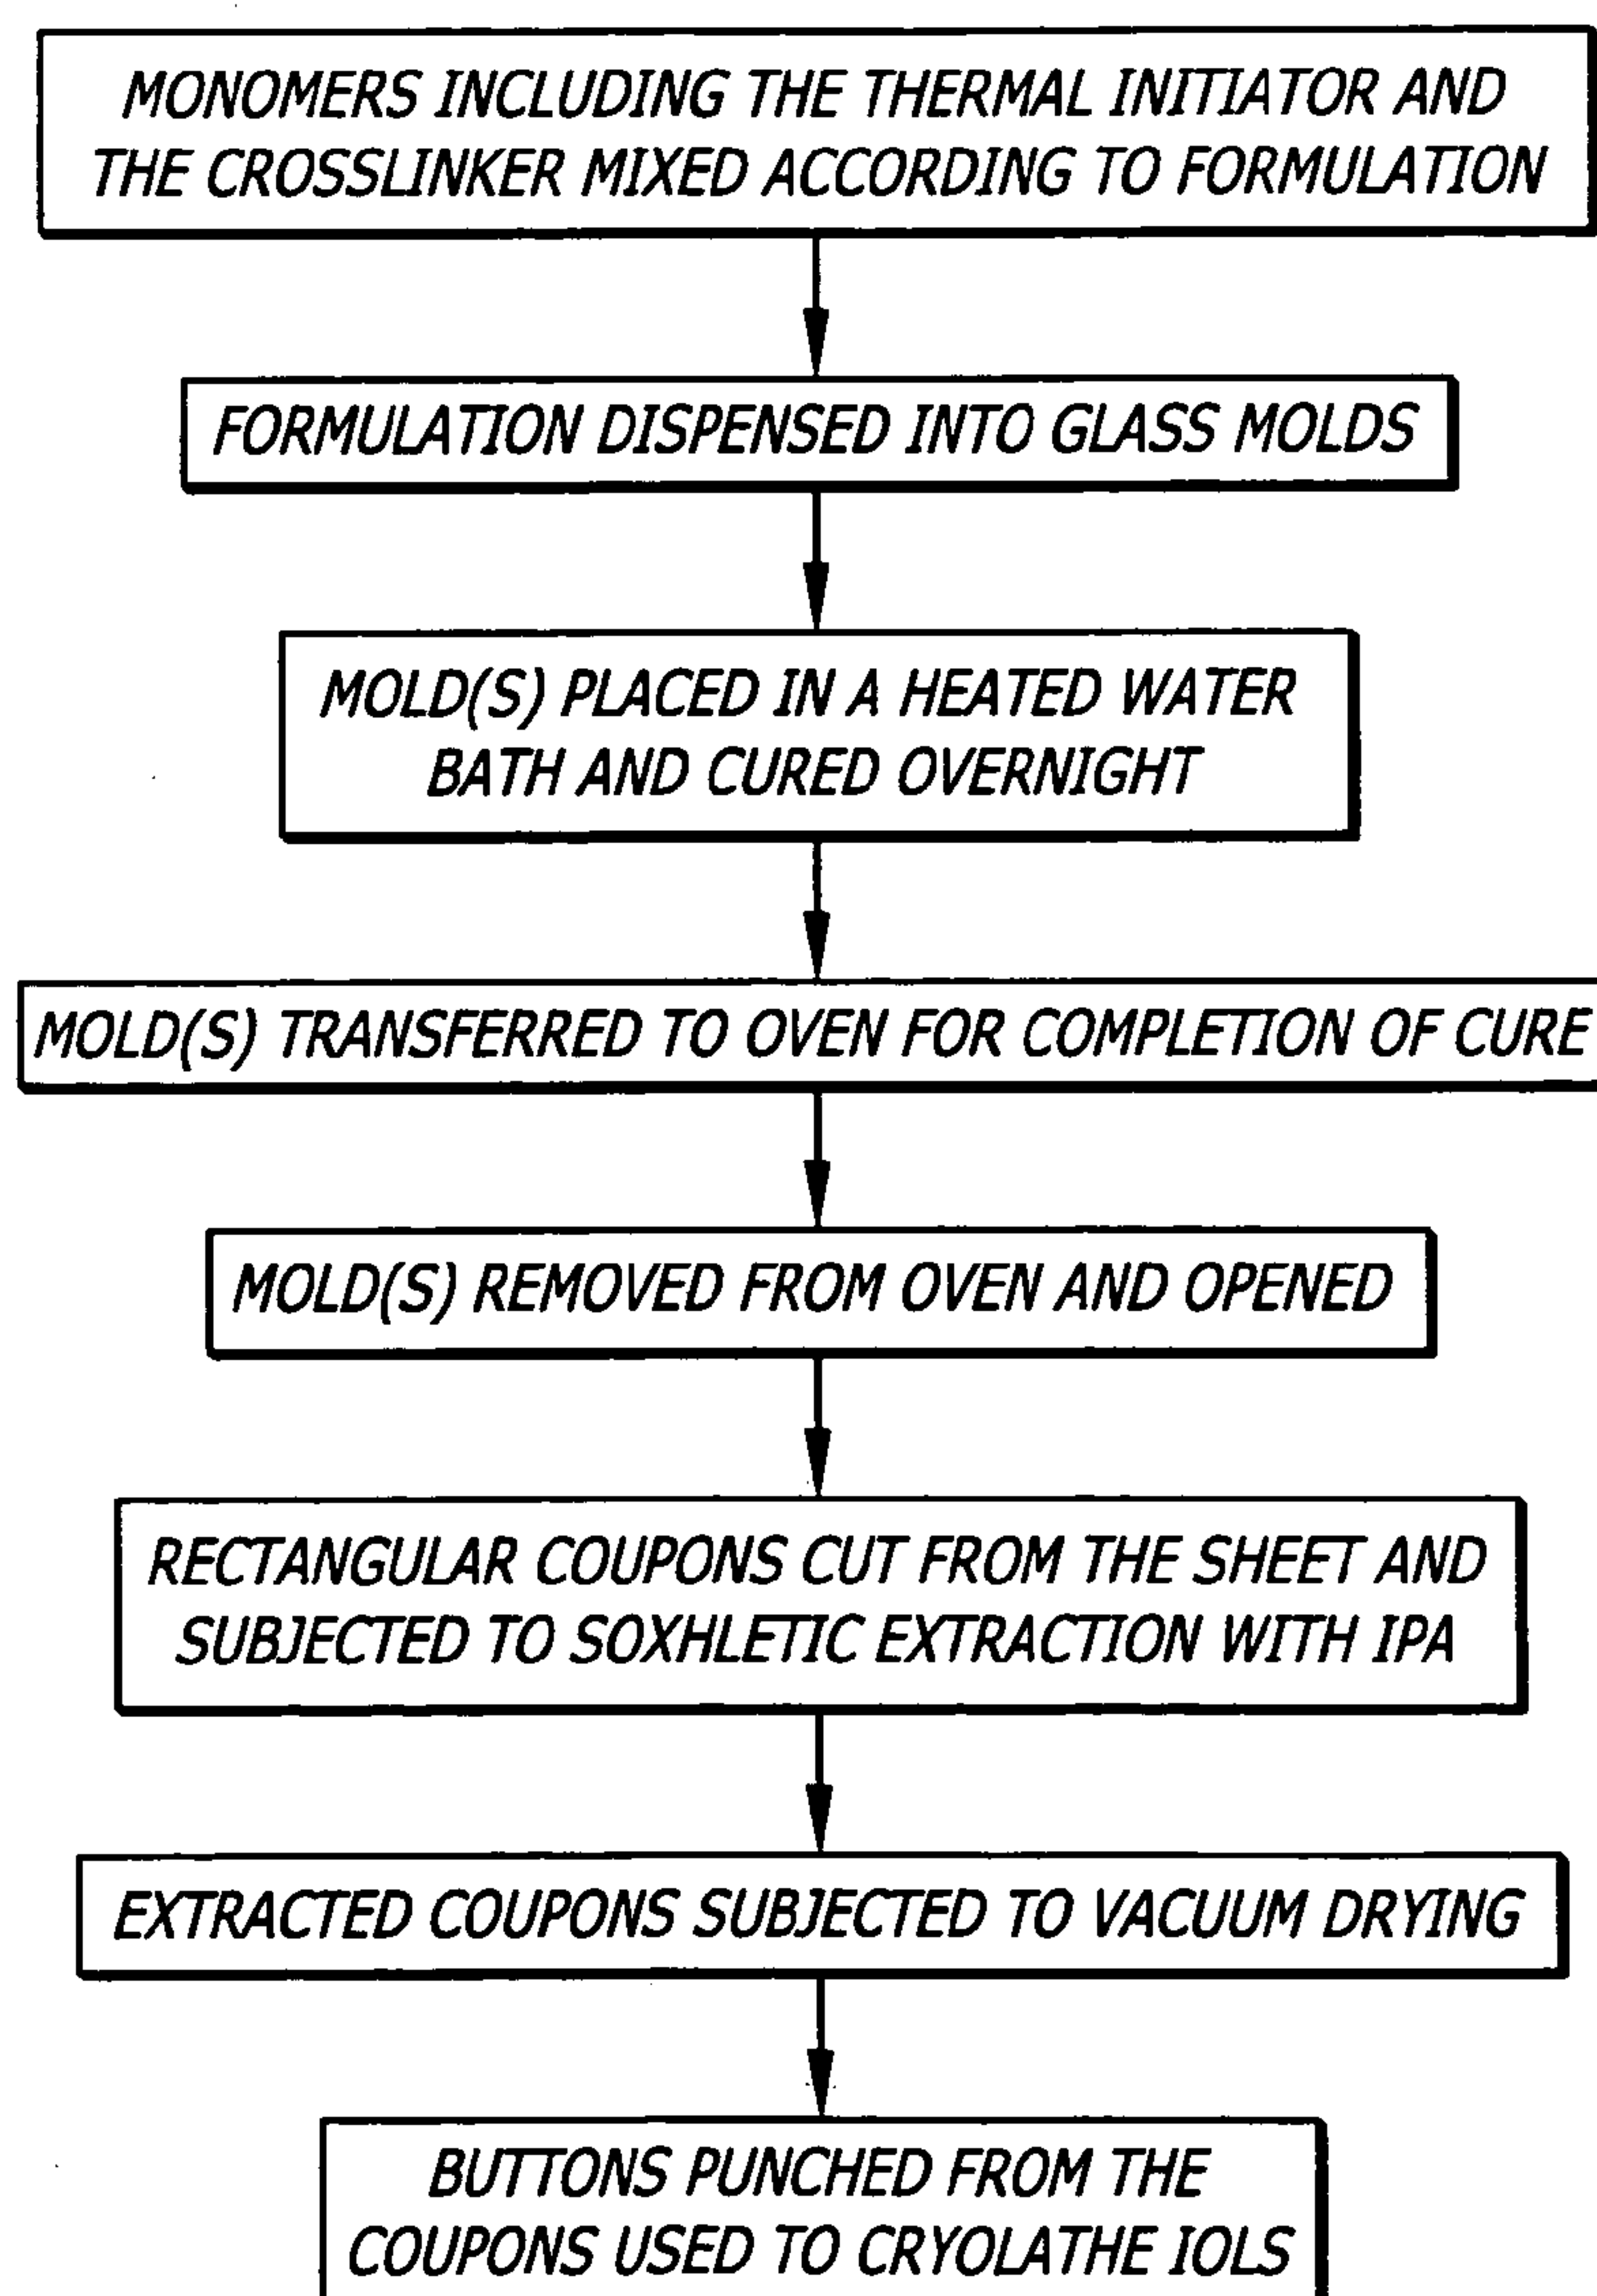 MONOMERS INCLUDING THE THERMAL INITIATOR AND
THE CROSSLINKER MIXED ACCORDING TO FORMULATION
FORMULATION DISPENSED INTO GLASS MOLDS
MOLD(S) PLACED IN A HEATED WATER
BATH AND CURED OVERNIGHT
MOLD(S) TRANSFERRED TO OVEN FOR COMPLETION OF CURE
MOLD(S) REMOVED FROM OVEN AND OPENED
RECTANGULAR COUPONS CUT FROM THE SHEET AND
SUBJECTED TO SOXHLETIC EXTRACTION WITH IPA
EXTRACTED COUPONS SUBJECTED TO VACUUM DRYING
BUTTONS PUNCHED FROM THE
COUPONS USED TO CRYOLATHE IOLS